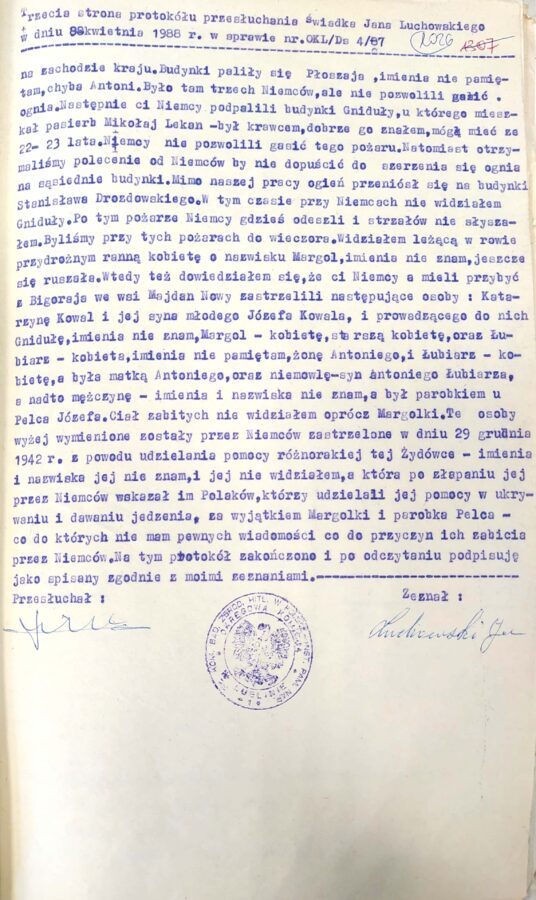 Trzecia strona protokółu przesłuchania świadka Jana Luchowskiego
w dniu 88kwietnia 1988 r. w sprawie nr.OKL/Ds 4/67
1026
1307
na zachodzie kraju. Budynki paliły się Płoszaja ,imienia nie pamię-
tam,chyba Antoni.Było tam trzech Niemców,ale nie pozwolili gasić .
ognia.Następnie ci Niemcy podpalili budynki Gniduły,u którego miesz-
kał pasierb Mikołaj Lekan -był krawcem,dobrze go znałem,mógł mieć ze
22- 23 lata.Niemcy nie pozwolili gasić tego pożaru.Natomiast otrzy-
maliśmy polecenie od Niemców by nie dopuścić do szerzenia się ognia
na sąsiednie budynki.Mimo naszej pracy ogień przeniósł się na budynki
Stanisława Drozdowskiego.W tym czasie przy Niemcach nie widziałem
Gniduły.Po tym pożarze Niemcy gdzieś odeszli i strzałów nie słysza-
łem.Byliśmy przy tych pożarach do wieczora.Widziałem leżącą w rowie
przydrożnym ranną kobietę o nazwisku Margol,imienia nie znam,jeszcze
się ruszała.Wtedy też dowiedziałem się,że ci Niemcy a mieli przybyć
z Biłgoraja we wsi Majdan Nowy zastrzelili następujące osoby : Kata-
rzynę Kowal i jej syna młodego Józefa Kowala, i prowadzącego do nich
Gnidułę,imienia nie znam,Margol - kobietę,starszą kobietę,oraz Łu-
biarz - kobieta,imienia nie pamiętam,żonę Antoniego,i Łubiarz - ko-
bietę,a była matką Antoniego,oraz niemowlę-syn antoniego Łubiarza,
a nadto mężczynę - imienia i nazwiska nie znam,a był parobkiem u
Pelca Józefa.Ciał zabitych nie widziałem oprócz Margolki.Te osoby
wyżej wymienione zostały przez Niemców zastrzelone w dniu 29 grudnia
1942 r. z powodu udzielania pomocy różnorakiej tej Żydówce - imienia
i nazwiska jej nie znam,i jej nie widziałem,a która po złapaniu jej
przez Niemców wskazał im Polaków,którzy udzielali jej pomocy w ukry-
waniu i dawaniu jedzenia, za wyjątkiem Margolki i parobka Pelca -
co do których nie mam pewnych wiadomości co do przyczyn ich zabicia
przez Niemców.Na tym protokół zakończono i po odczytaniu podpisuję
jako spisany zgodnie z moimi zeznaniami.-
Przesłuchał : Zeznał :
Luchowski Jan